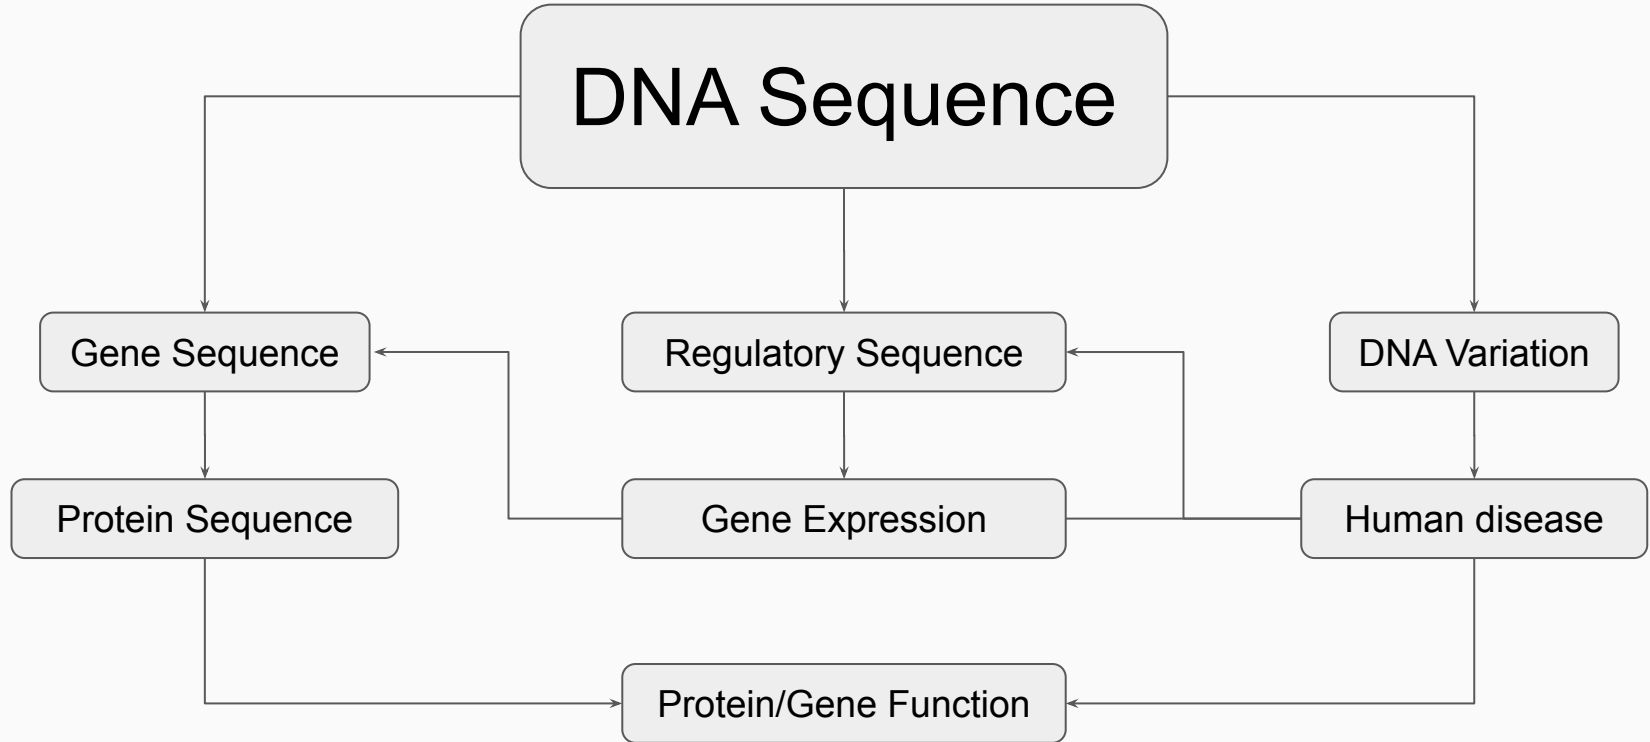 DNA Sequence
Gene Sequence
Regulatory Sequence
DNA Variation
Protein Sequence
Gene Expression
Human disease
Protein/Gene Function